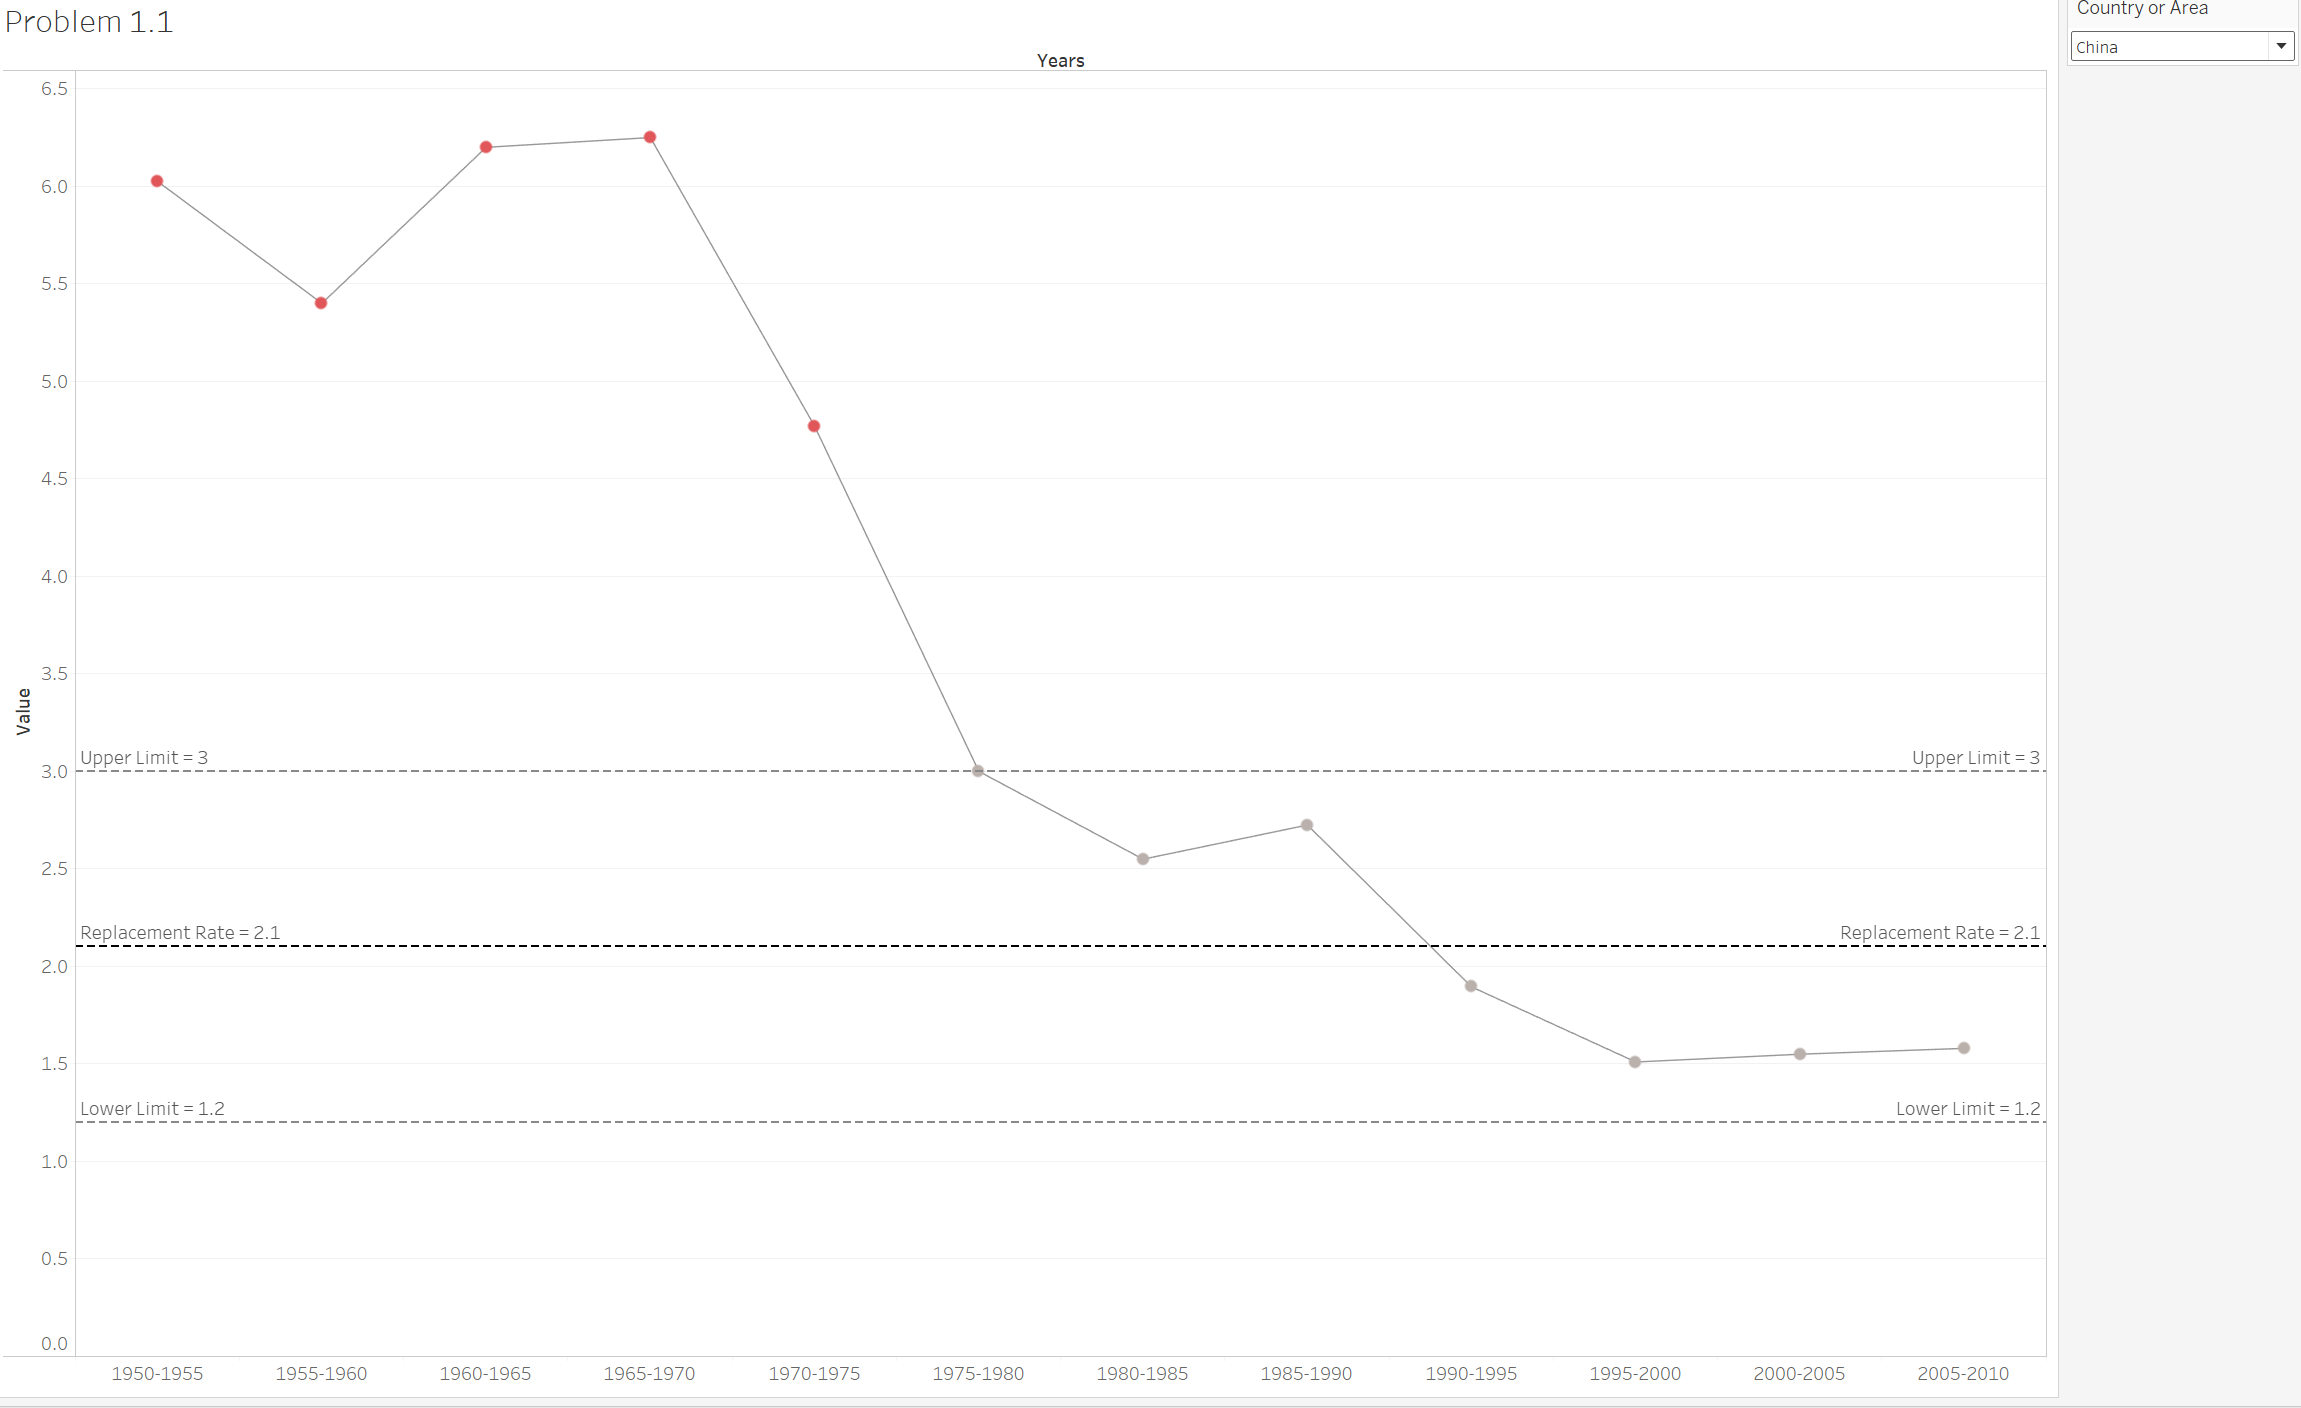 Problem 1.1
Country or Area
China
Years
Value
6.5
6.0
5.5
5.0
4.5
4.0
3.5
3.0
2.5
2.0
1.5
1.0
0.5
0.0
Upper Limit = 3
Upper Limit = 3
Replacement Rate = 2.1
Replacement Rate = 2.1
Lower Limit = 1.2
Lower Limit = 1.2
1950-1955 1955-1960 1960-1965 1965-1970 1970-1975 1975-1980 1980-1985 1985-1990 1990-1995 1995-2000 2000-2005 2005-2010